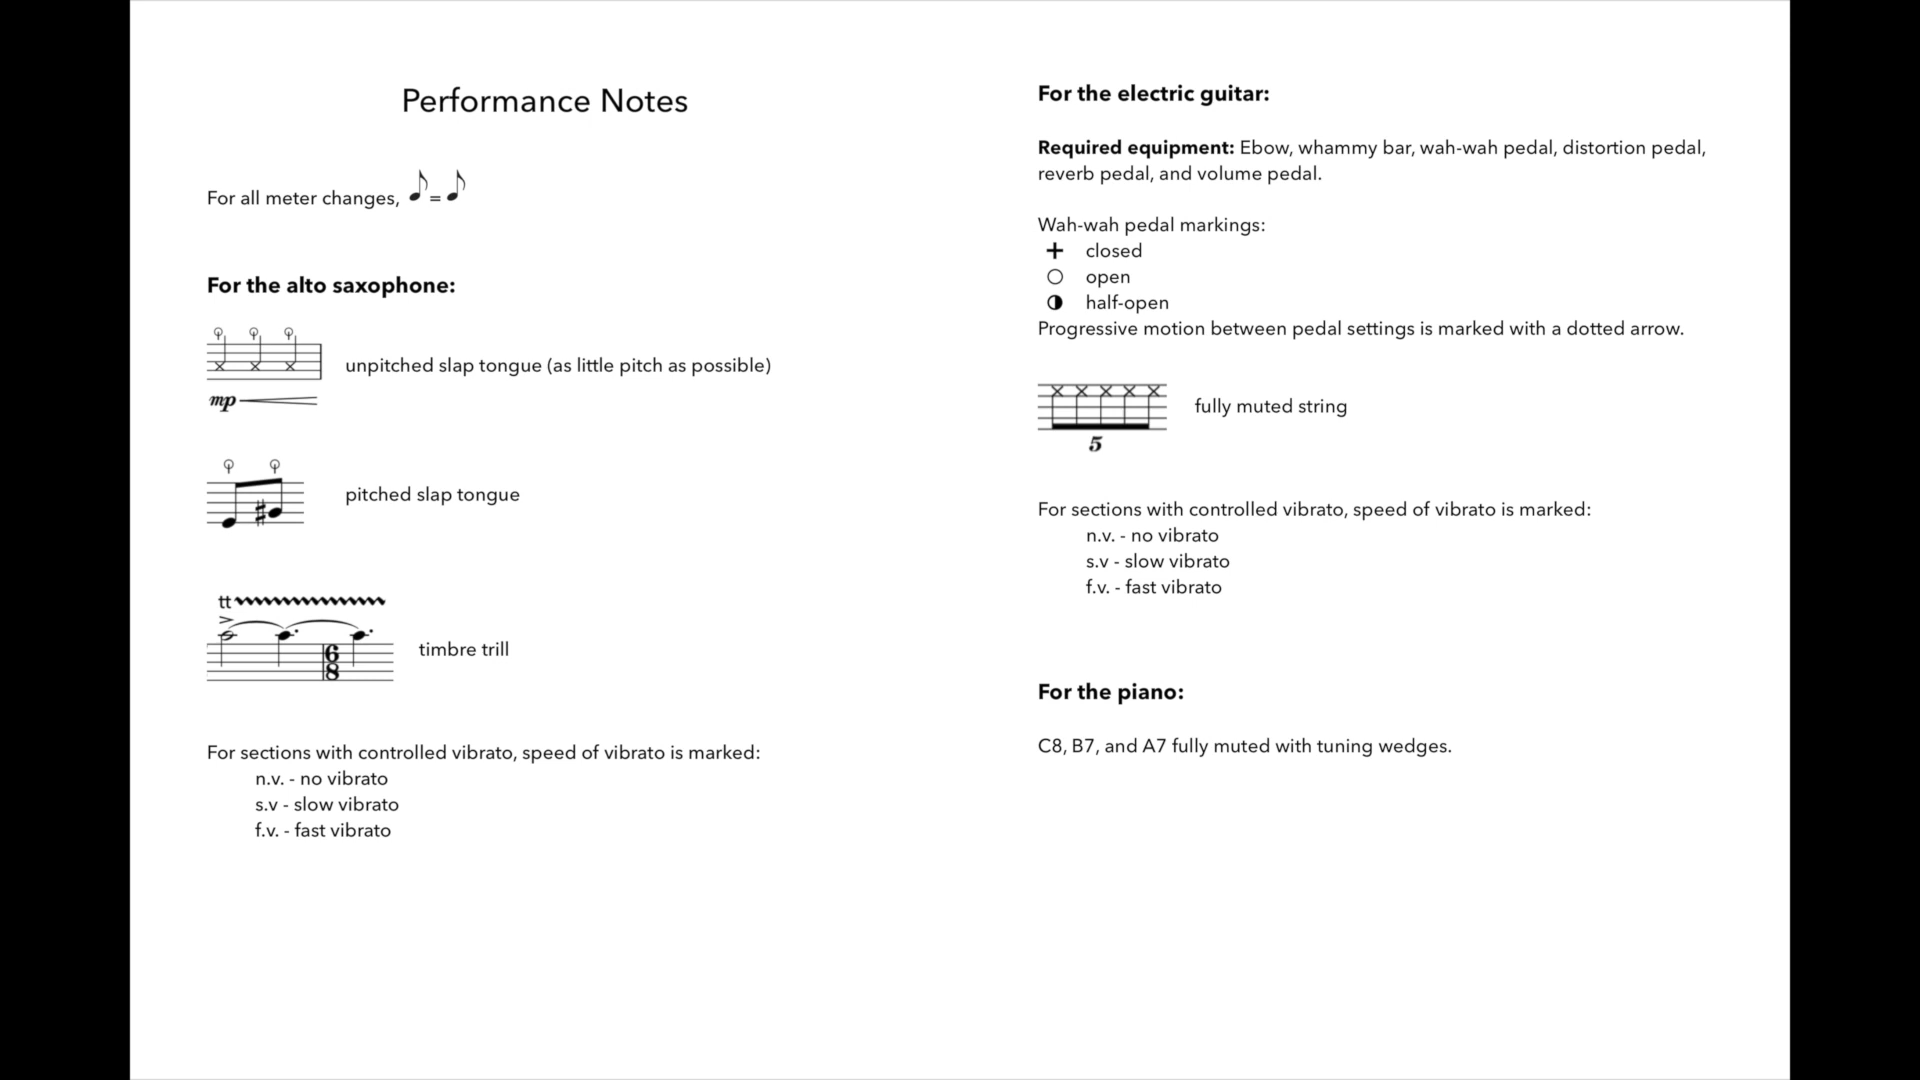 Performance Notes
For all meter changes, ♪ = ♪
For the alto saxophone:
mp
unpitched slap tongue (as little pitch as possible)
pitched slap tongue
tt
6
8
timbre trill
For sections with controlled vibrato, speed of vibrato is marked:
n.v. - no vibrato
s.v - slow vibrato
f.v. - fast vibrato
For the electric guitar:
Required equipment: Ebow, whammy bar, wah-wah pedal, distortion pedal,
reverb pedal, and volume pedal.
Wah-wah pedal markings:
+ closed
○ open
◑ half-open
Progressive motion between pedal settings is marked with a dotted arrow.
fully muted string
5
For sections with controlled vibrato, speed of vibrato is marked:
n.v. - no vibrato
s.v - slow vibrato
f.v. - fast vibrato
For the piano:
C8, B7, and A7 fully muted with tuning wedges.